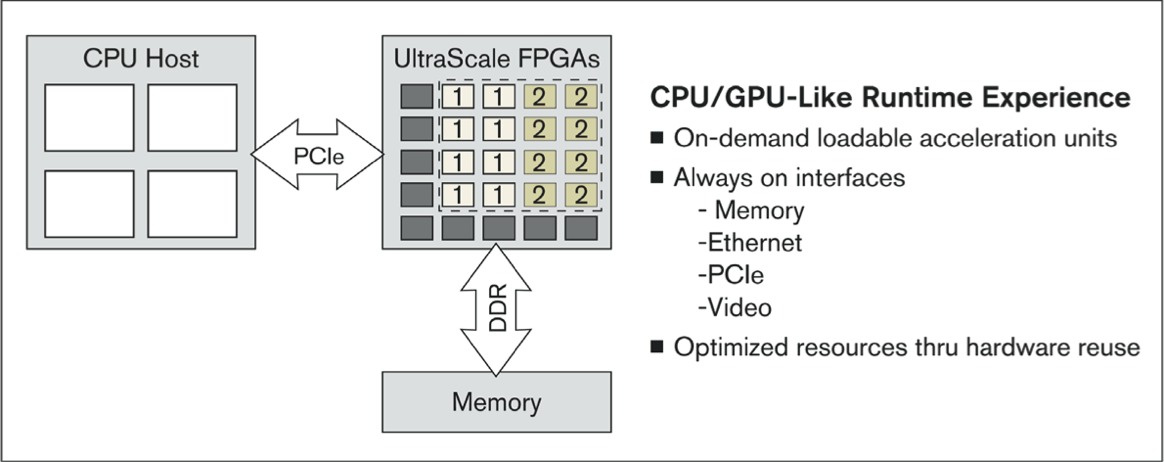 CPU Host
PCIe
UltraScale FPGAs
1 1 2 2
1 1 2 2
1 1 2 2
1 1 2 2
DDR
Memory
CPU/GPU-Like Runtime Experience
■ On-demand loadable acceleration units
■ Always on interfaces
- Memory
-Ethernet
-PCIe
-Video
■ Optimized resources thru hardware reuse